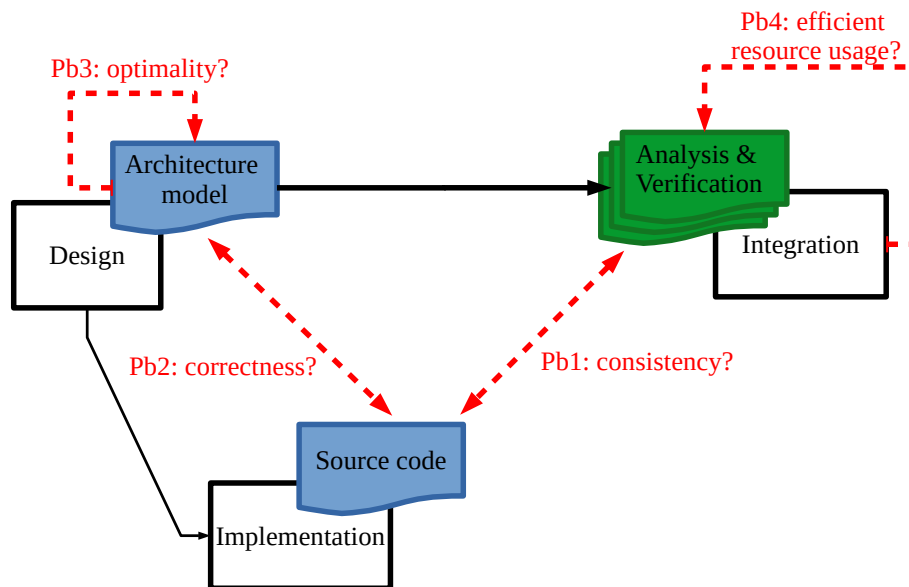 Pb4: efficient
resource usage?
Pb3: optimality?
Architecture
model
Analysis &
Verification
Design
Integration
Pb2: correctness?
Pb1: consistency?
Source code
Implementation